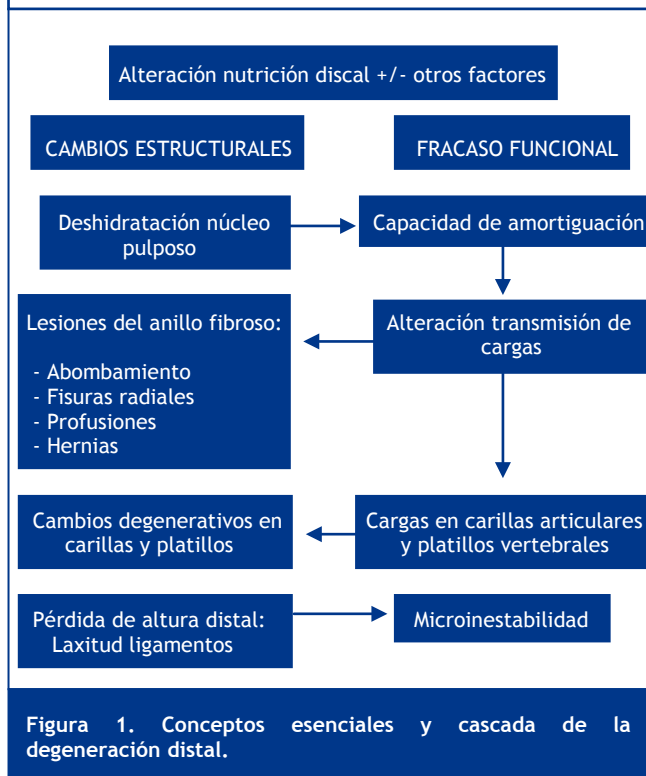 Alteración nutrición discal +/- otros factores
CAMBIOS ESTRUCTURALES
FRACASO FUNCIONAL
Deshidratación núcleo
pulposo
Capacidad de amortiguación
Lesiones del anillo fibroso:
- Abombamiento
- Fisuras radiales
- Profusiones
- Hernias
Alteración transmisión de
cargas
Cambios degenerativos en
carillas y platillos
Cargas en carillas articulares
y platillos vertebrales
Pérdida de altura distal:
Laxitud ligamentos
Microinestabilidad
Figura 1. Conceptos esenciales y cascada de la
degeneración distal.